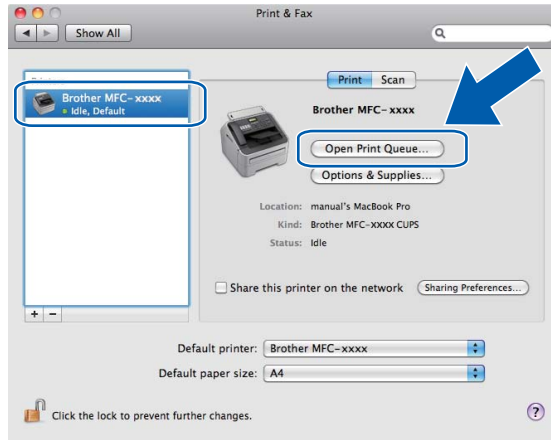 Print & Fax
Show All
Print Scan
Brother MFC-xxxx
Idle, Default
Brother MFC-xxxx
Open Print Queue...
Options & Supplies...
Location: manual's MacBook Pro
Kind: Brother MFC-XXXX CUPS
Status: Idle
Share this printer on the network Sharing Preferences...
+ −
Default printer: Brother MFC-xxxx
Default paper size: A4
Click the lock to prevent further changes.
?